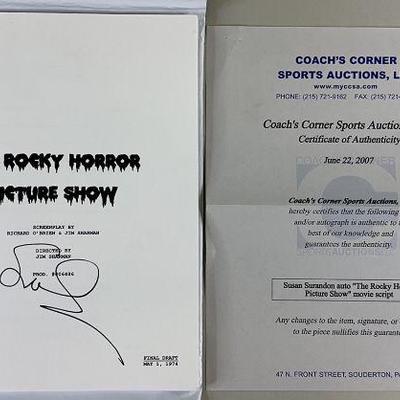 ROCKY HORROR
PICTURE SHOW
SCREENPLAY BY
RICHARD O'BRIEN & JIM SHARMAN
DIRECTED BY
JIM SHARMAN
PROD.
FINAL DRAFT
MAY 1, 1974
COACH'S CORNER
SPORTS AUCTIONS, L
www.myccsa.com
PHONE: (215) 721-9162 FAX: (215) 721-
Coach's Corner Sports Auctions
Certificate of Authenticity
June 22, 2007
Coach's Corner Sports Auctions,
hereby certifies that the following
and/or autograph is authentic to the
best of our knowledge and
guarantees the authenticity.
Susan Surandon auto "The Rocky Ho
Picture Show" movie script
Any changes to the item, signature, or
to the piece nullifies this guarantee
47 N. FRONT STREET, SOUDERTON, P